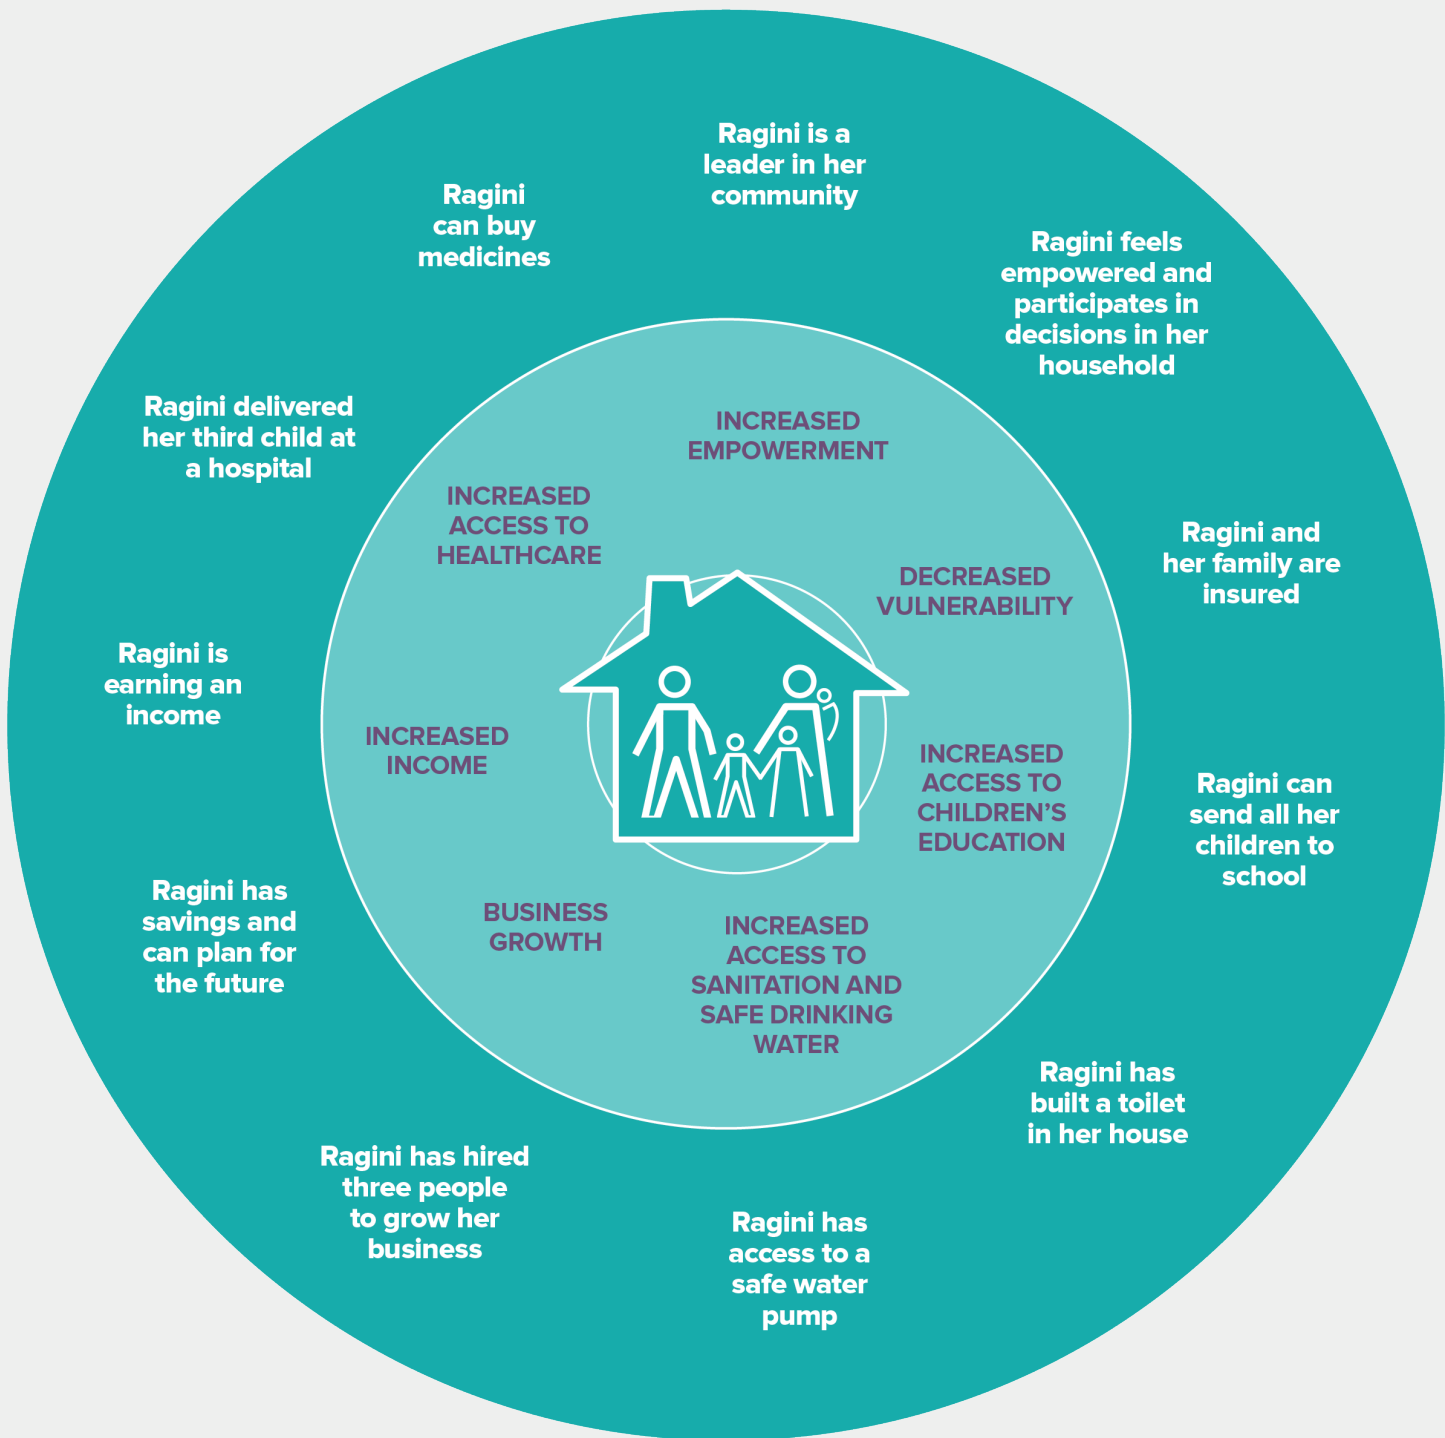 Ragini is a
leader in her
community
Ragini feels
empowered and
participates in
decisions in her
household
Ragini and
her family are
insured
Ragini can
send all her
children to
school
Ragini has
built a toilet
in her house
Ragini has
access to a
safe water
pump
Ragini has hired
three people
to grow her
business
Ragini has
savings and
can plan for
the future
Ragini is
earning an
income
Ragini delivered
her third child at
a hospital
Ragini
can buy
medicines
INCREASED
EMPOWERMENT
DECREASED
VULNERABILITY
INCREASED
ACCESS TO
CHILDREN’S
EDUCATION
INCREASED
ACCESS TO
SANITATION AND
SAFE DRINKING
WATER
BUSINESS
GROWTH
INCREASED
INCOME
INCREASED
ACCESS TO
HEALTHCARE